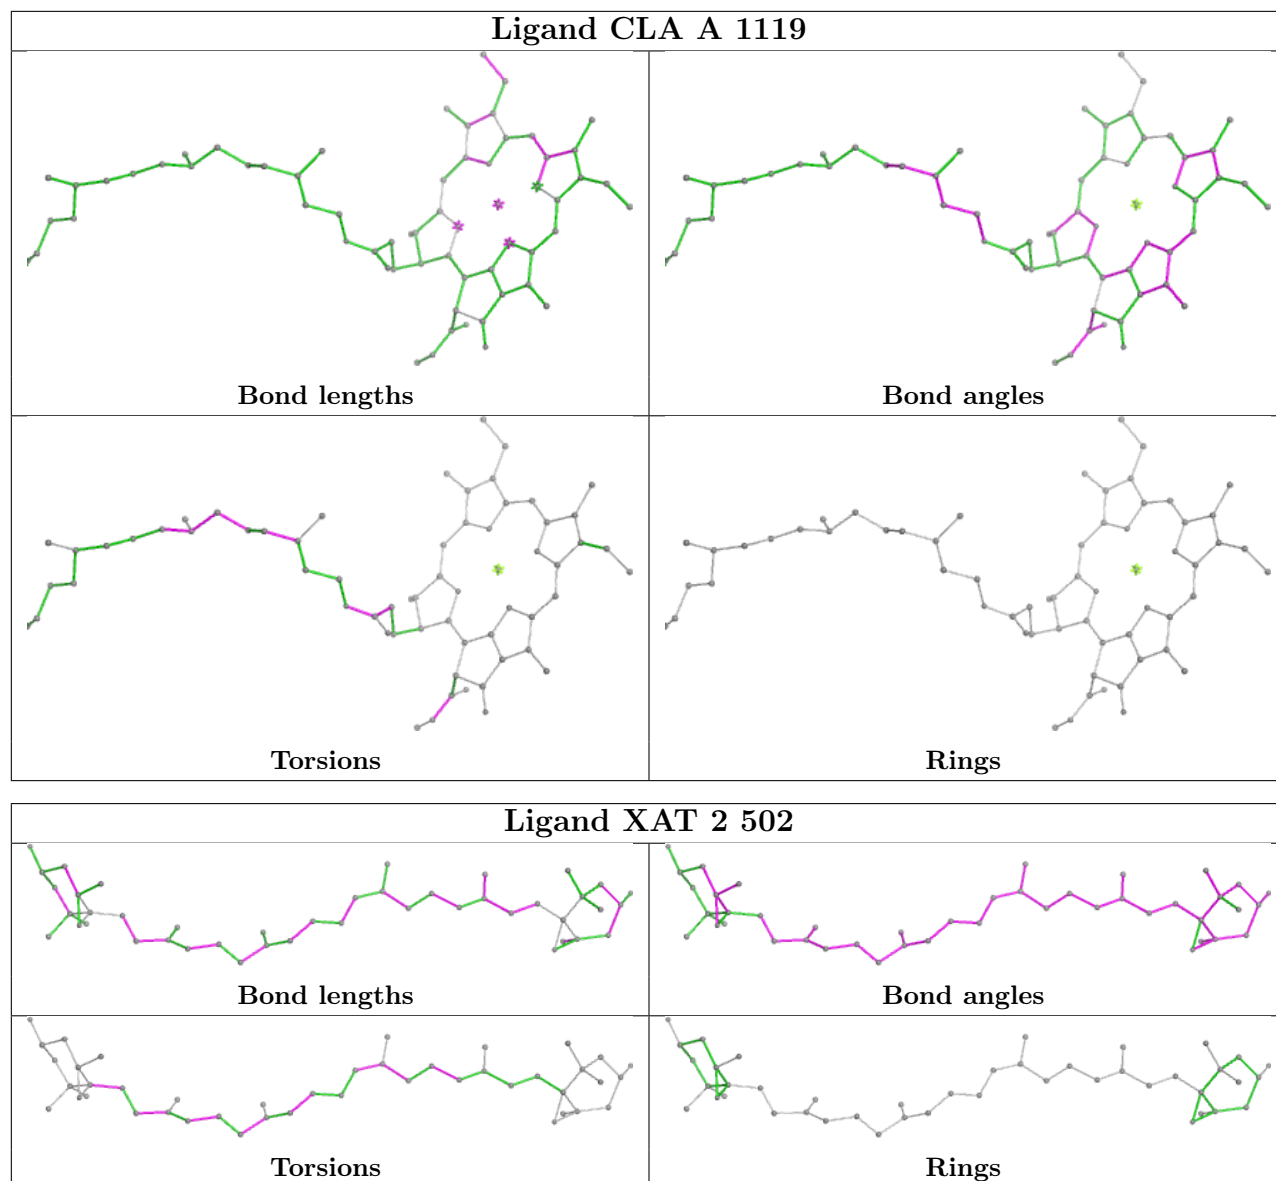 Ligand CLA A 1119
Bond lengths
Bond angles
Torsions
Rings
Ligand XAT 2 502
Bond lengths
Bond angles
Torsions
Rings